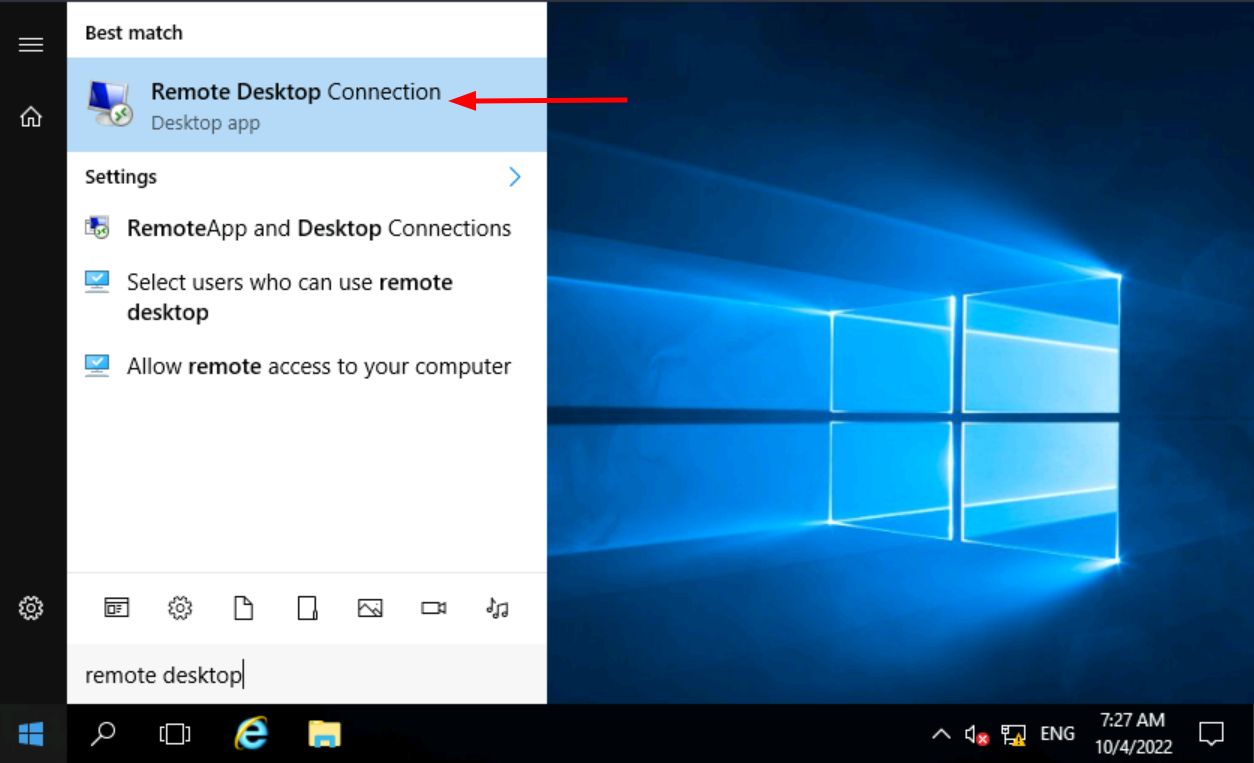 Best match
Remote Desktop Connection
Desktop app
Settings
RemoteApp and Desktop Connections
Select users who can use remote
desktop
Allow remote access to your computer
remote desktop
ENG
7:27 AM
10/4/2022